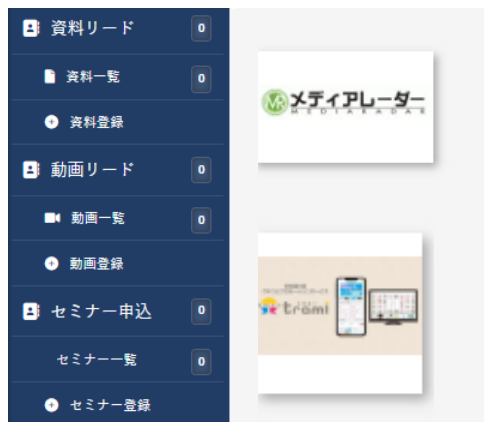 資料リード 0
資料一覧 0
資料登録
動画リード 0
動画一覧 0
動画登録
セミナー申込 0
セミナー一覧 0
セミナー登録
MR メディアレーダー
MEDIARADAR
trami